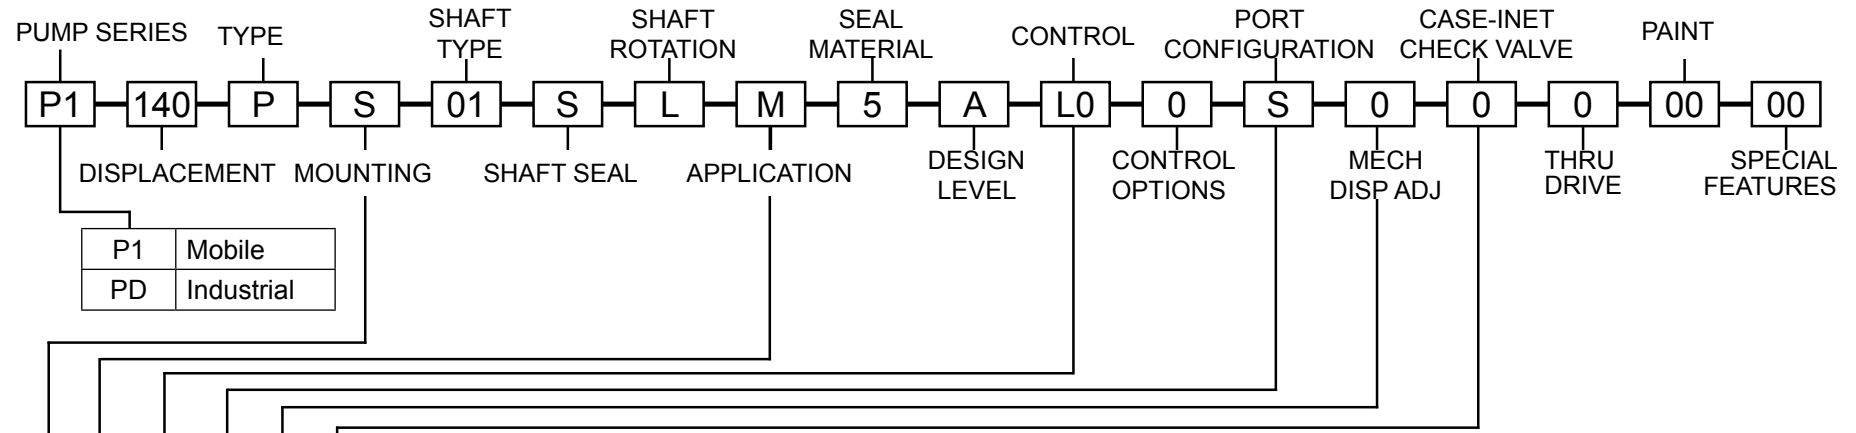 PUMP SERIES
TYPE
SHAFT
TYPE
SHAFT
ROTATION
SEAL
MATERIAL
CONTROL
PORT
CONFIGURATION
CASE-INET
CHECK VALVE
PAINT
P1 140 P S 01 S L M 5 A L0 0 S 0 0 0 00 00
DISPLACEMENT
MOUNTING
SHAFT SEAL
APPLICATION
DESIGN
LEVEL
CONTROL
OPTIONS
MECH
DISP ADJ
THRU
DRIVE
SPECIAL
FEATURES
P1 Mobile
PD Industrial